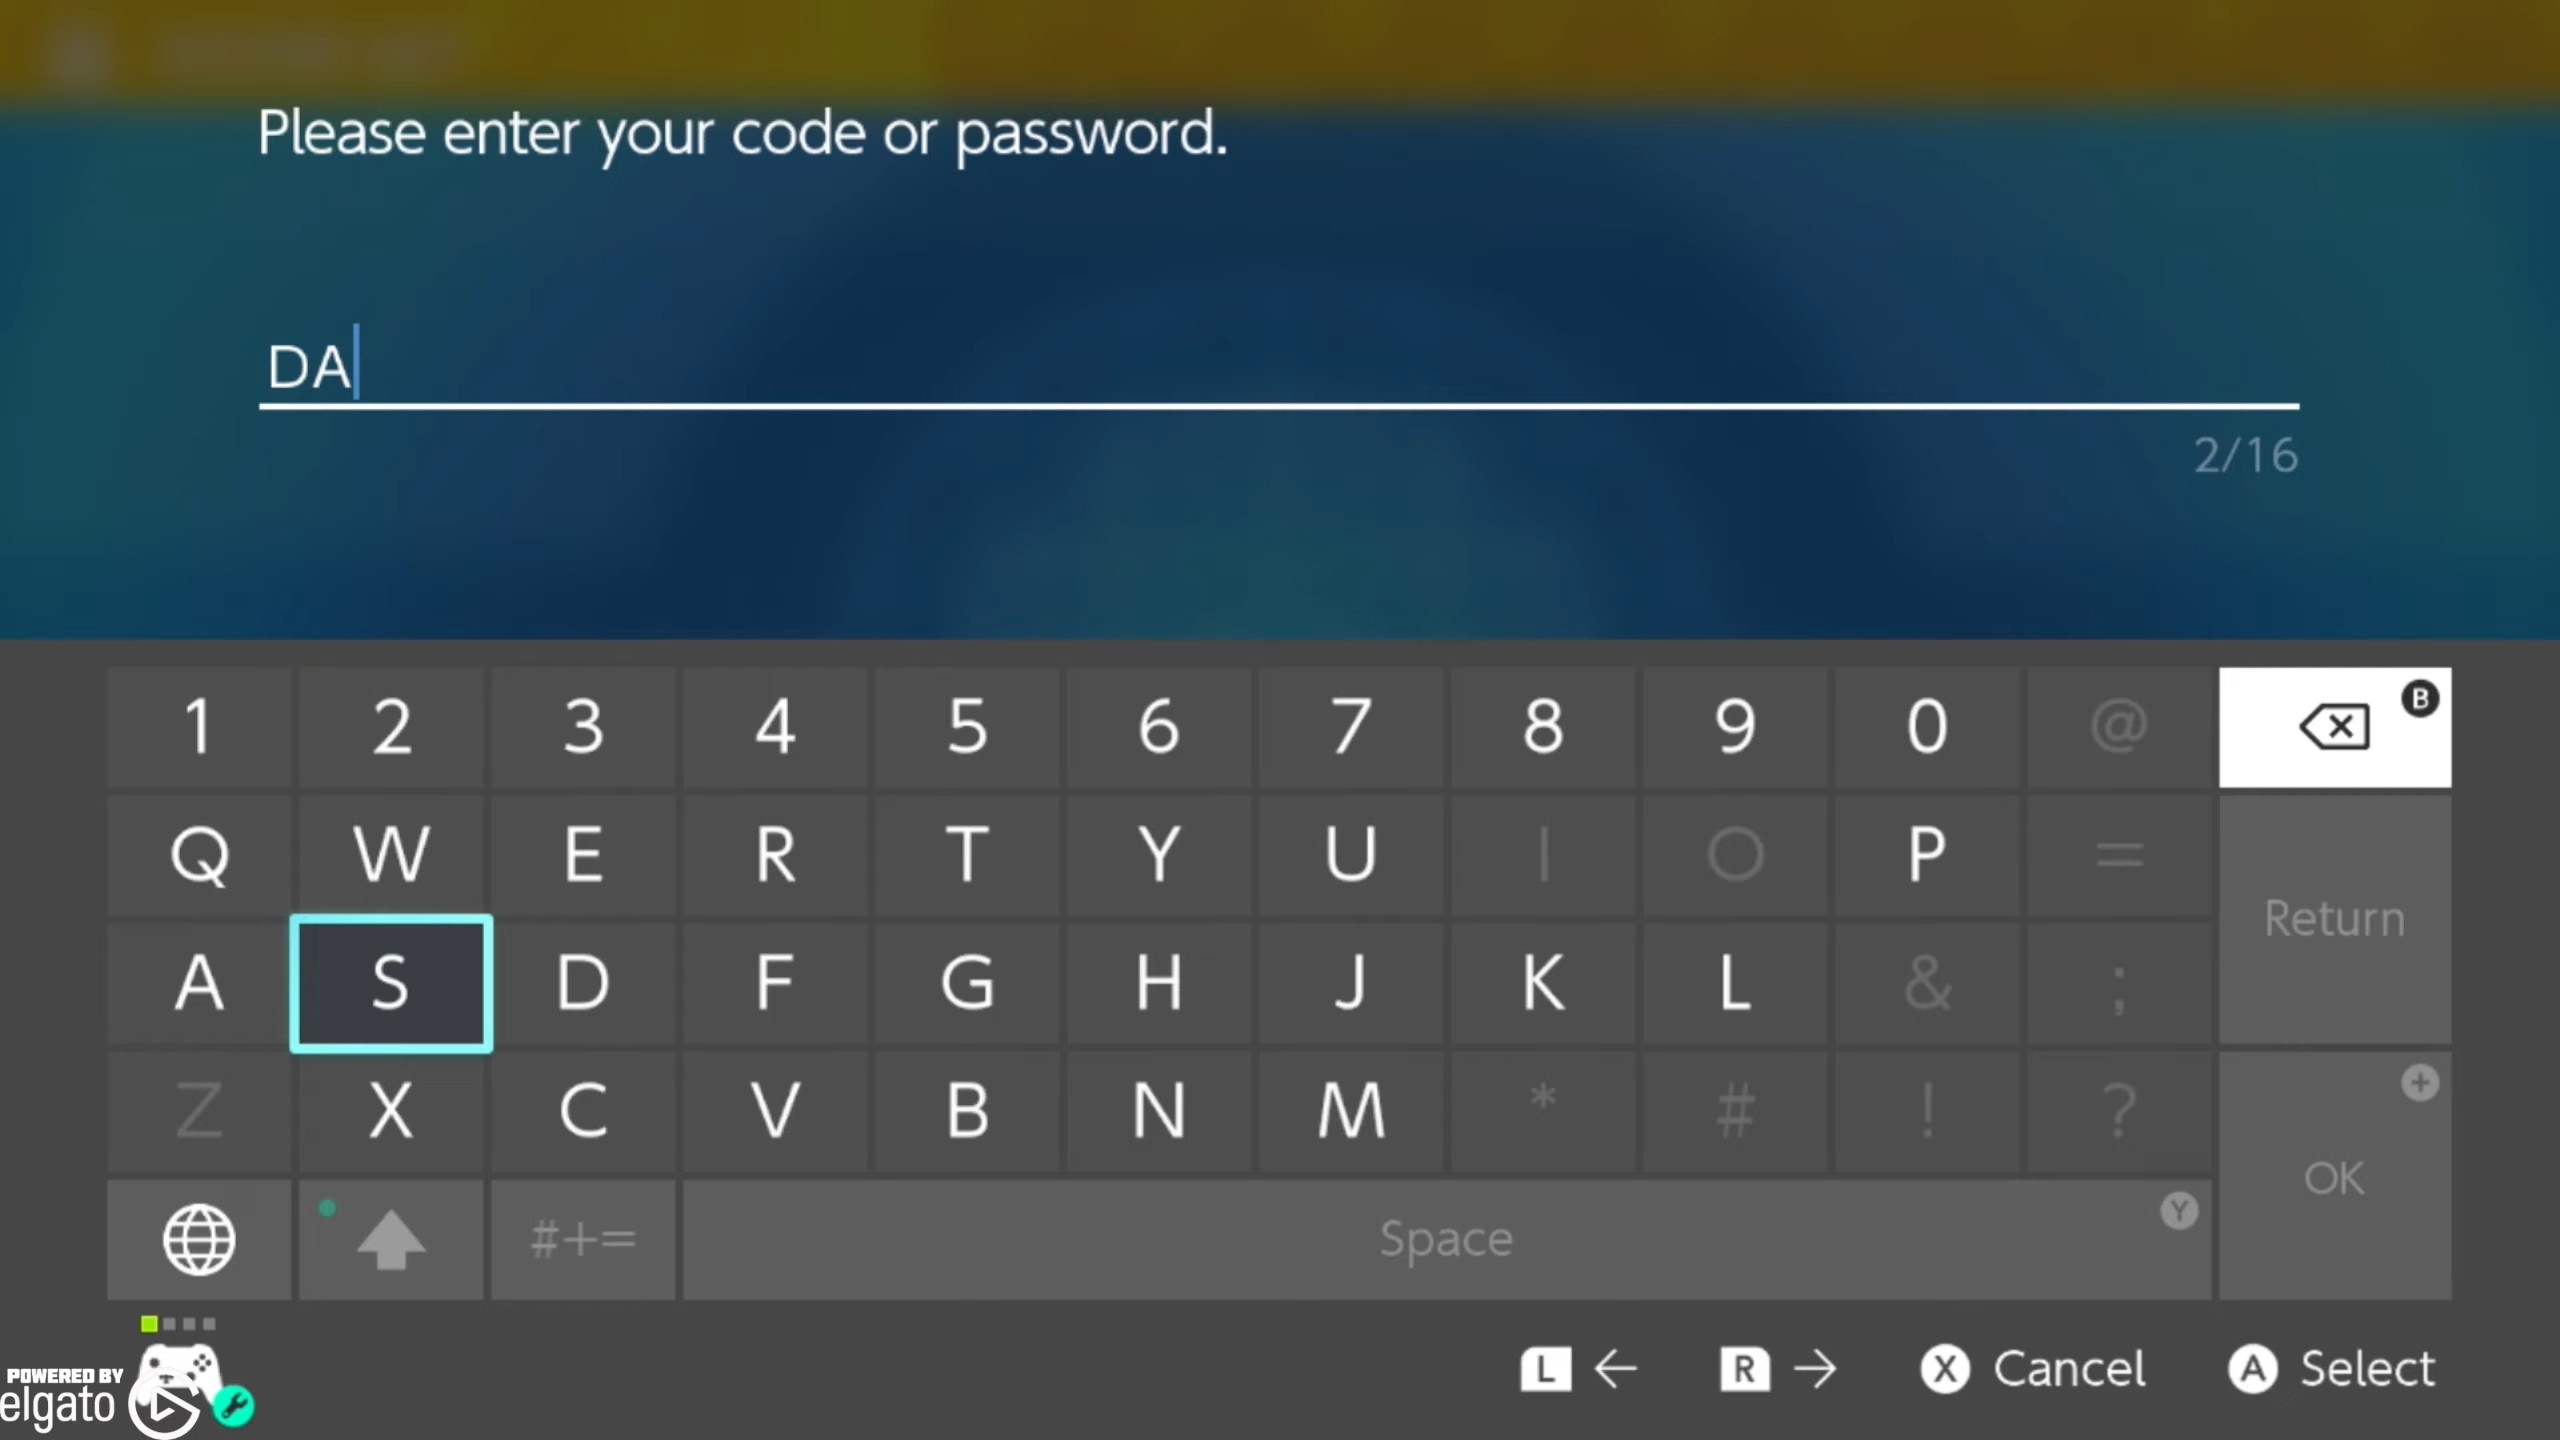 Please enter your code or password.
DA
2/16
1 2 3 4 5 6 7 8 9 0 @ B
Q W E R T Y U I O P =
Return
A S D F G H J K L & ;
Z X C V B N M * # ! ? +
OK
#+= Space Y
L ← R → X Cancel A Select
POWERED BY
elgato